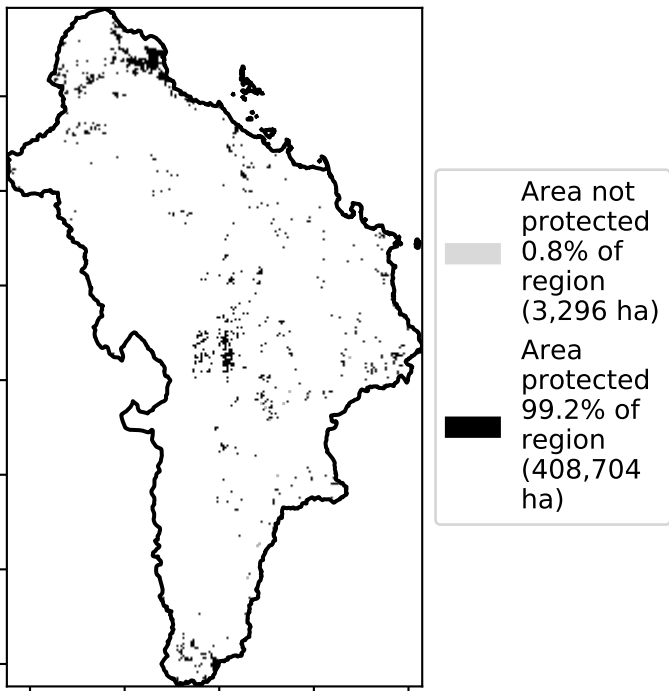 Area not
protected
0.8% of
region
(3,296 ha)
Area
protected
99.2% of
region
(408,704
ha)